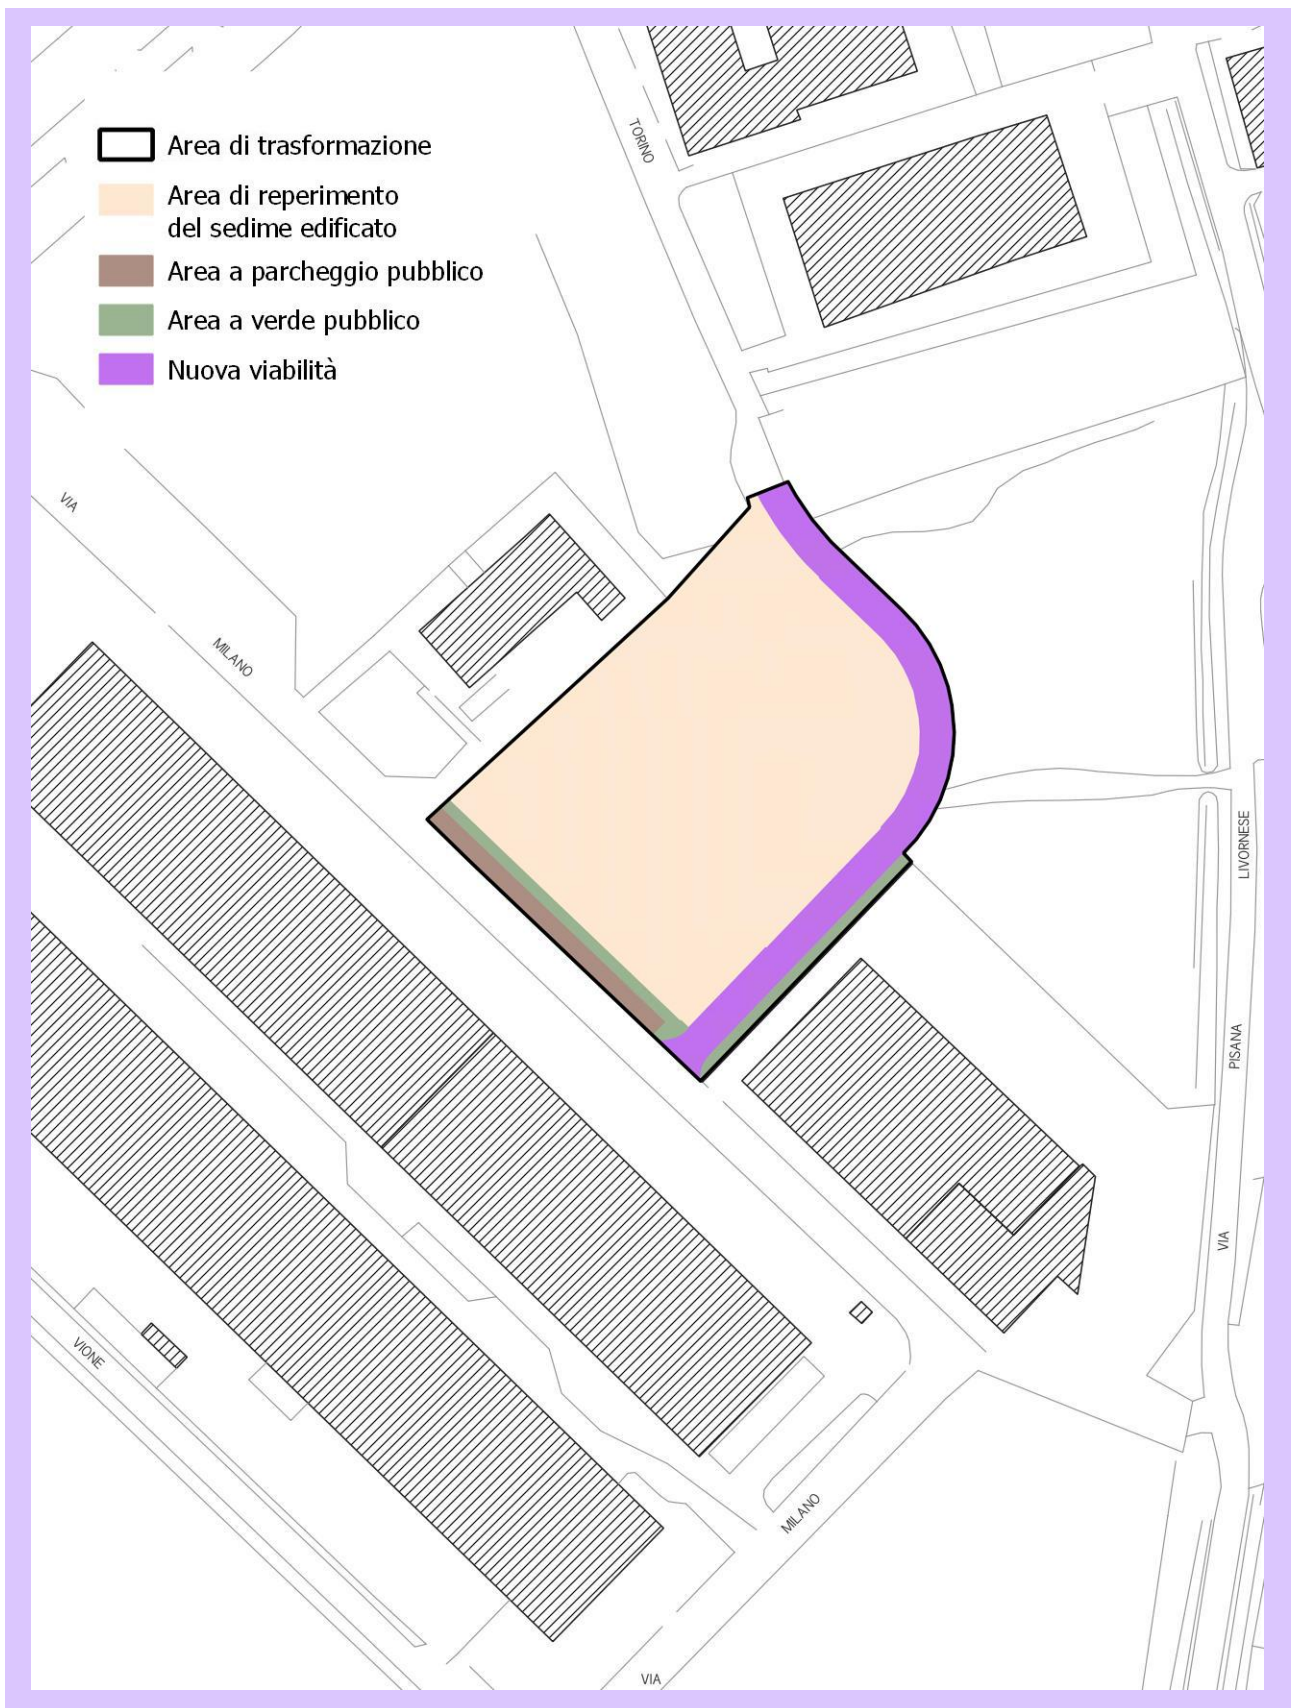 Area di trasformazione
Area di reperimento
del sedime edificato
Area a parcheggio pubblico
Area a verde pubblico
Nuova viabilità
TORINO
VIA
MILANO
LIVORNESE
PISANA
VIA
VIONE
MILANO
VIA